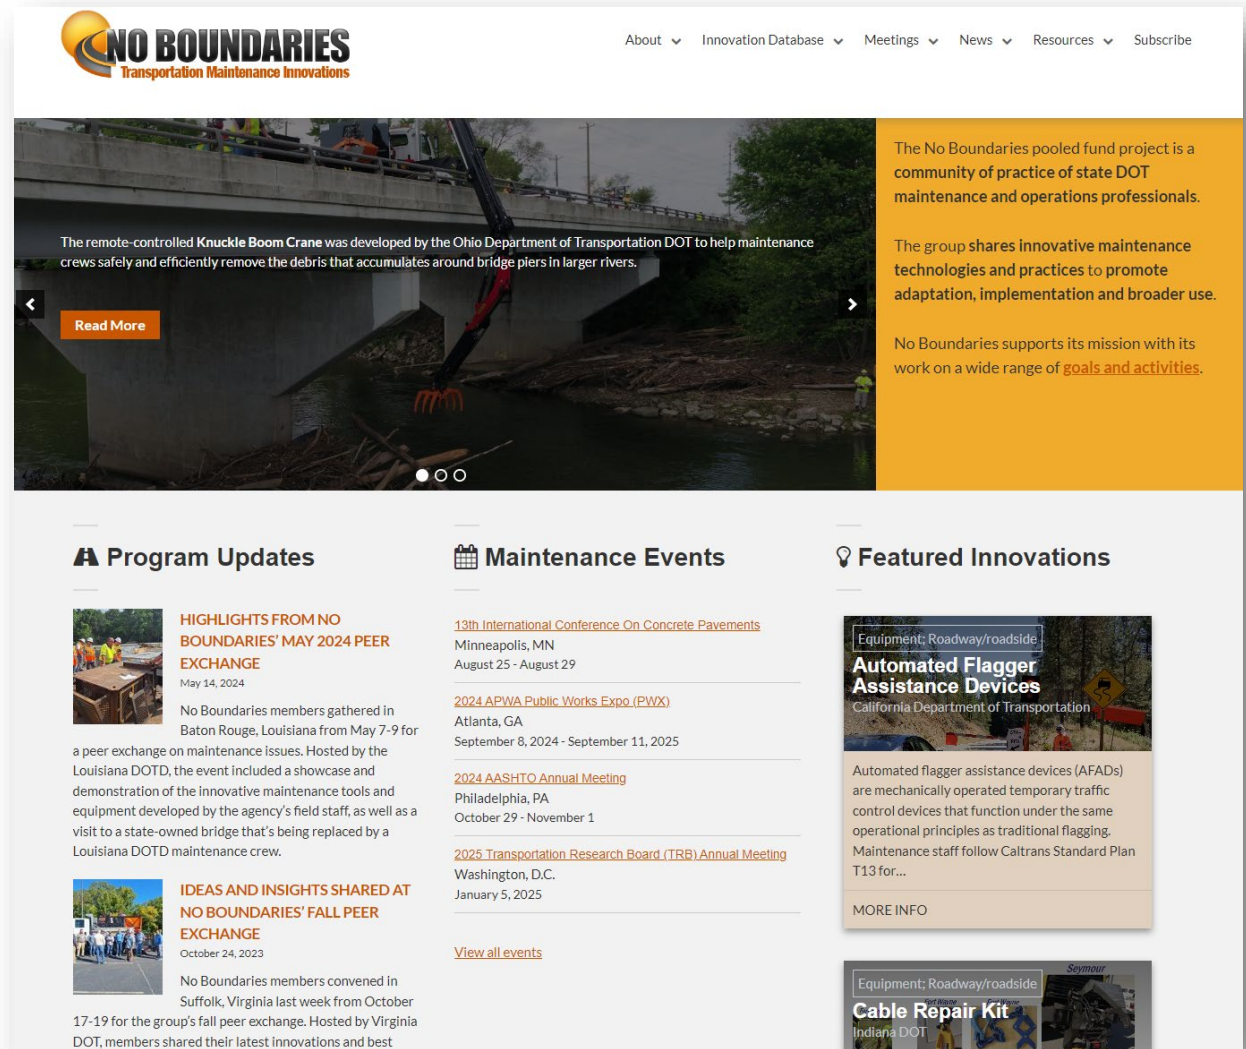 NO BOUNDARIES
Transportation Maintenance Innovations
About
Innovation Database
Meetings
News
Resources
Subscribe
The remote-controlled Knuckle Boom Crane was developed by the Ohio Department of Transportation DOT to help maintenance
crews safely and efficiently remove the debris that accumulates around bridge piers in larger rivers.
Read More
The No Boundaries pooled fund project is a
community of practice of state DOT
maintenance and operations professionals.
The group shares innovative maintenance
technologies and practices to promote
adaptation, implementation and broader use.
No Boundaries supports its mission with its
work on a wide range of goals and activities.
Program Updates
HIGHLIGHTS FROM NO
BOUNDARIES' MAY 2024 PEER
EXCHANGE
May 14, 2024
No Boundaries members gathered in
Baton Rouge, Louisiana from May 7-9 for
a peer exchange on maintenance issues. Hosted by the
Louisiana DOTD, the event included a showcase and
demonstration of the innovative maintenance tools and
equipment developed by the agency's field staff, as well as a
visit to a state-owned bridge that's being replaced by a
Louisiana DOTD maintenance crew.
IDEAS AND INSIGHTS SHARED AT
NO BOUNDARIES' FALL PEER
EXCHANGE
October 24, 2023
No Boundaries members convened in
Suffolk, Virginia last week from October
17-19 for the group's fall peer exchange. Hosted by Virginia
DOT, members shared their latest innovations and best
Maintenance Events
13th International Conference On Concrete Pavements
Minneapolis, MN
August 25 - August 29
2024 APWA Public Works Expo (PWX)
Atlanta, GA
September 8, 2024 - September 11, 2025
2024 AASHTO Annual Meeting
Philadelphia, PA
October 29 - November 1
2025 Transportation Research Board (TRB) Annual Meeting
Washington, D.C.
January 5, 2025
View all events
Featured Innovations
Equipment; Roadway/roadside
Automated Flagger
Assistance Devices
California Department of Transportation
Automated flagger assistance devices (AFADs)
are mechanically operated temporary traffic
control devices that function under the same
operational principles as traditional flagging.
Maintenance staff follow Caltrans Standard Plan
T13 for...
MORE INFO
Seymour
Equipment; Roadway/roadside
Fort Wayne
Fort Wayne
Cable Repair Kit
Indiana DOT